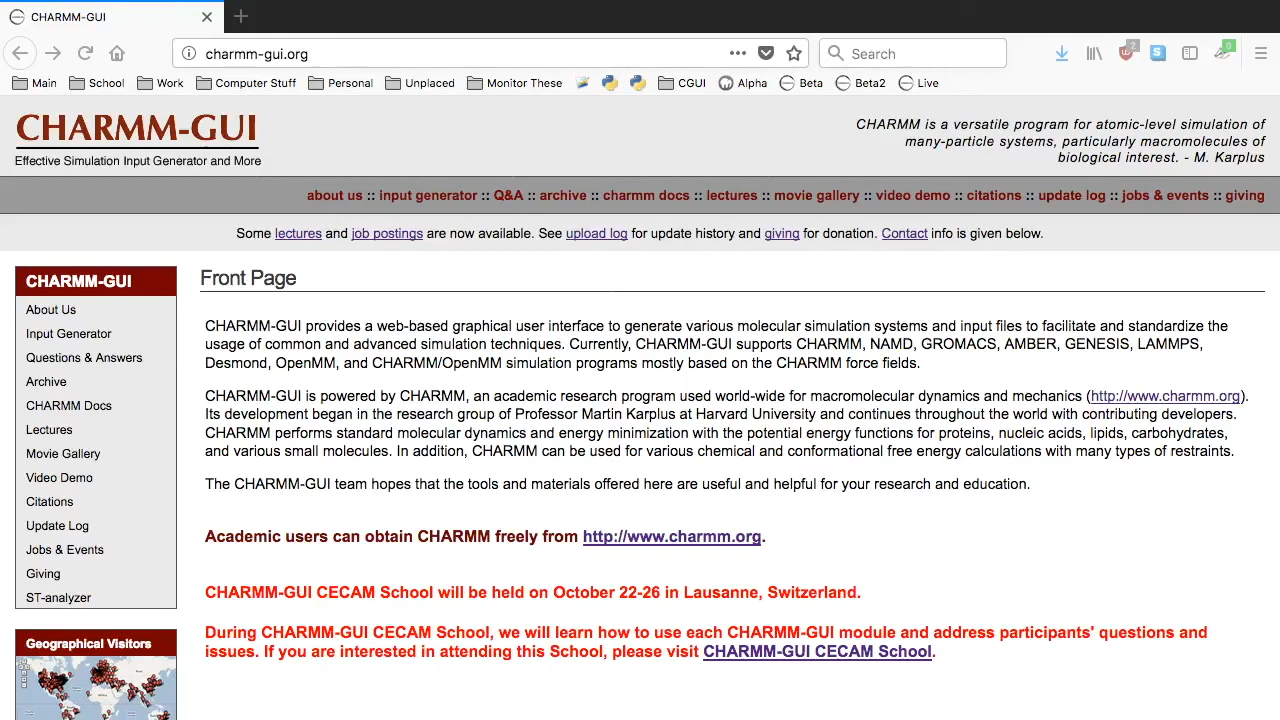 CHARMM-GUI
charmm-gui.org
Search
2
0
Main School Work Computer Stuff Personal Unplaced Monitor These CGUI Alpha Beta Beta2 Live
CHARMM-GUI
Effective Simulation Input Generator and More
CHARMM is a versatile program for atomic-level simulation of
many-particle systems, particularly macromolecules of
biological interest. - M. Karplus
about us :: input generator :: Q&A :: archive :: charmm docs :: lectures :: movie gallery :: video demo :: citations :: update log :: jobs & events :: giving
Some lectures and job postings are now available. See upload log for update history and giving for donation. Contact info is given below.
CHARMM-GUI
About Us
Input Generator
Questions & Answers
Archive
CHARMM Docs
Lectures
Movie Gallery
Video Demo
Citations
Update Log
Jobs & Events
Giving
ST-analyzer
Geographical Visitors
Front Page
CHARMM-GUI provides a web-based graphical user interface to generate various molecular simulation systems and input files to facilitate and standardize the
usage of common and advanced simulation techniques. Currently, CHARMM-GUI supports CHARMM, NAMD, GROMACS, AMBER, GENESIS, LAMMPS,
Desmond, OpenMM, and CHARMM/OpenMM simulation programs mostly based on the CHARMM force fields.
CHARMM-GUI is powered by CHARMM, an academic research program used world-wide for macromolecular dynamics and mechanics (http://www.charmm.org).
Its development began in the research group of Professor Martin Karplus at Harvard University and continues throughout the world with contributing developers.
CHARMM performs standard molecular dynamics and energy minimization with the potential energy functions for proteins, nucleic acids, lipids, carbohydrates,
and various small molecules. In addition, CHARMM can be used for various chemical and conformational free energy calculations with many types of restraints.
The CHARMM-GUI team hopes that the tools and materials offered here are useful and helpful for your research and education.
Academic users can obtain CHARMM freely from http://www.charmm.org.
CHARMM-GUI CECAM School will be held on October 22-26 in Lausanne, Switzerland.
During CHARMM-GUI CECAM School, we will learn how to use each CHARMM-GUI module and address participants' questions and
issues. If you are interested in attending this School, please visit CHARMM-GUI CECAM School.